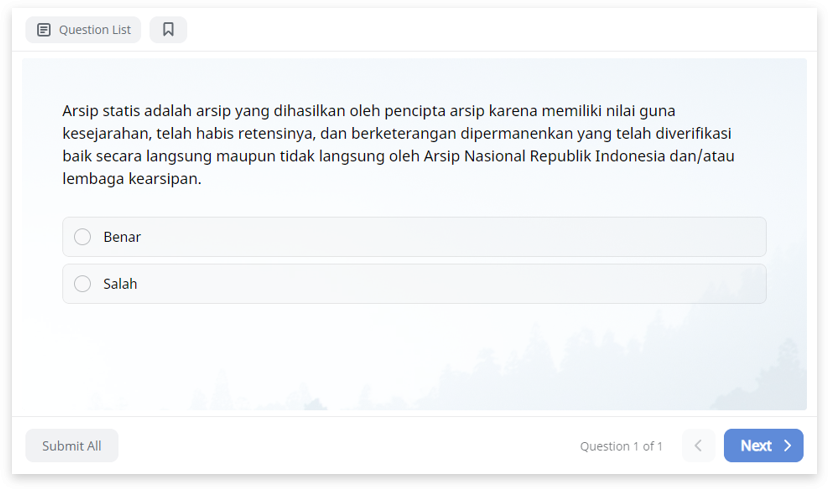 Question List
Arsip statis adalah arsip yang dihasilkan oleh pencipta arsip karena memiliki nilai guna
kesejarahan, telah habis retensinya, dan berketerangan dipermanenkan yang telah diverifikasi
baik secara langsung maupun tidak langsung oleh Arsip Nasional Republik Indonesia dan/atau
lembaga kearsipan.
Benar
Salah
Submit All
Question 1 of 1
Next